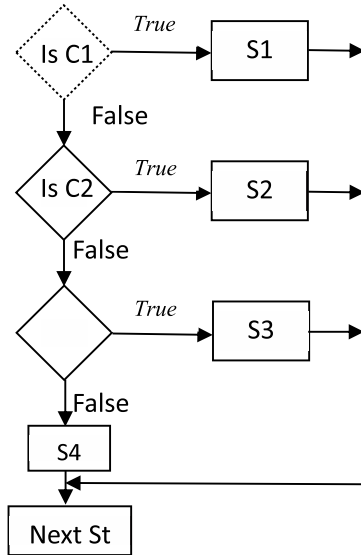 Is C1
True
S1
False
Is C2
True
S2
False
True
S3
False
S4
Next St